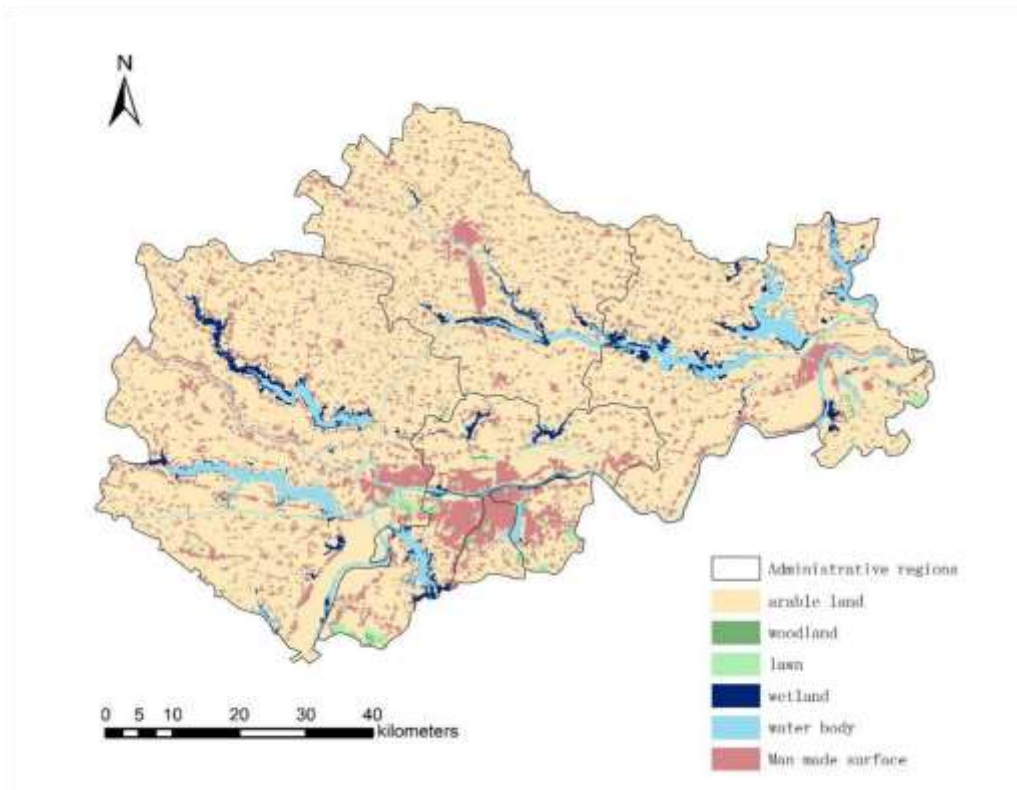 N
Administrative regions
arable land
woodland
lawn
wetland
water body
Man made surface
0 5 10 20 30 40
kilometers